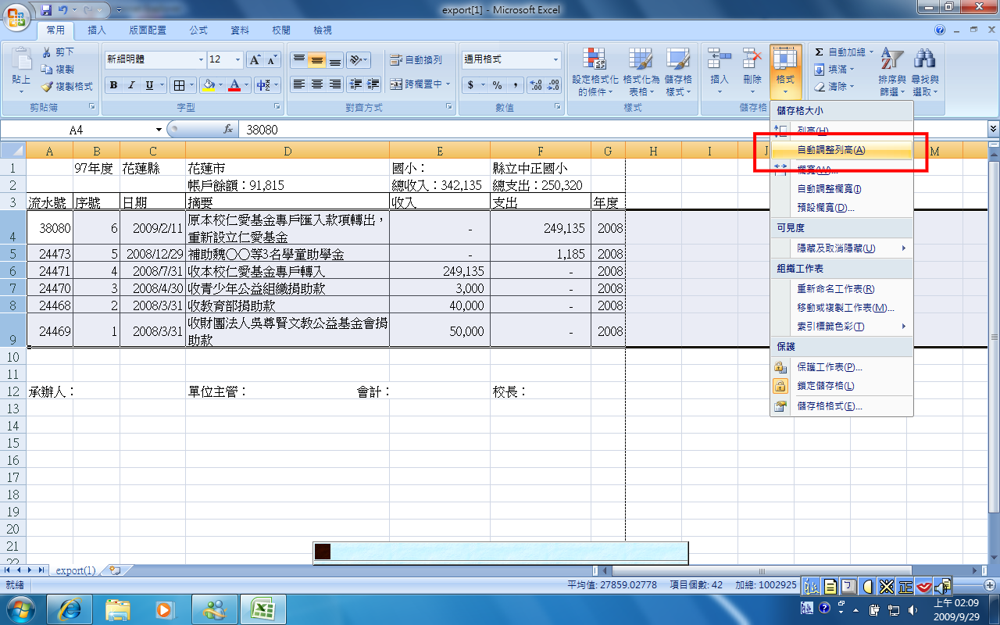 export[1] - Microsoft Excel
常用 插入 版面配置 公式 資料 校閱 檢視
貼上 剪下 複製 複製格式 剪貼簿
新細明體 12 A A B I U A 中 字型
自動換列 跨欄置中 對齊方式
通用格式 $ % , .00 數值
設定格式化的條件 格式化為表格 儲存格樣式 樣式
插入 刪除 格式 儲存格
Σ 自動加總 填滿 清除 排序與篩選 尋找與選取
A4 fx 38080
A B C D E F G H I J M
1 97年度 花蓮縣 花蓮市 國小： 縣立中正國小
2 帳戶餘額：91,815 總收入：342,135 總支出：250,320
3 流水號 序號 日期 摘要 收入 支出 年度
4 38080 6 2009/2/11 原本校仁愛基金專戶匯入款項轉出，重新設立仁愛基金 - 249,135 2008
5 24473 5 2008/12/29 補助魏〇〇等3名學童助學金 - 1,185 2008
6 24471 4 2008/7/31 收本校仁愛基金專戶轉入 249,135 - 2008
7 24470 3 2008/4/30 收青少年公益組織捐助款 3,000 - 2008
8 24468 2 2008/3/31 收教育部捐助款 40,000 - 2008
9 24469 1 2008/3/31 收財團法人吳尊賢文教公益基金會捐助款 50,000 - 2008
10
11
12 承辦人： 單位主管： 會計： 校長：
13
14
15
16
17
18
19
20
21
22
儲存格大小
列高(H)
自動調整列高(A)
欄寬(W)...
自動調整欄寬(I)
預設欄寬(D)...
可見度
隱藏及取消隱藏(U)
組織工作表
重新命名工作表(R)
移動或複製工作表(M)...
索引標籤色彩(T)
保護
保護工作表(P)...
鎖定儲存格(L)
儲存格格式(E)...
export(1)
就緒 平均值: 27859.02778 項目個數: 42 加總: 1002925
上午 02:09
2009/9/29